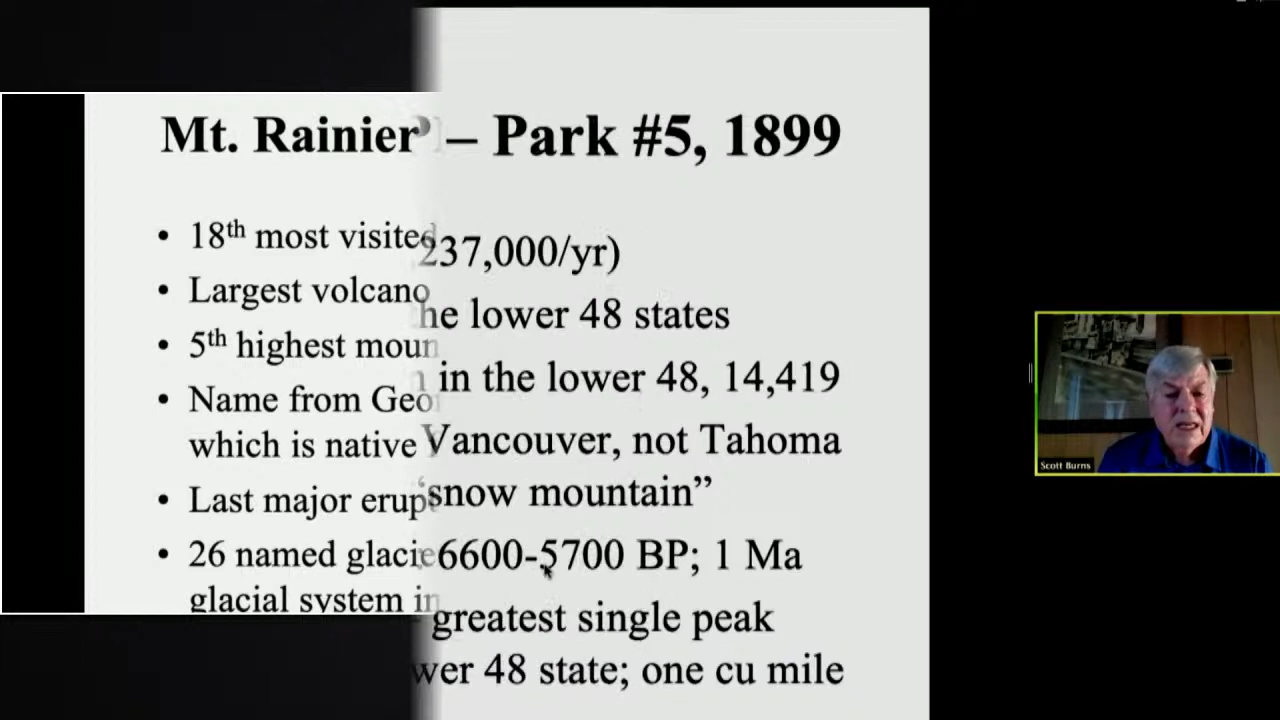 Mt. Rainier – Park #5, 1899
• 18th most visited 237,000/yr)
• Largest volcano he lower 48 states
• 5th highest moun in the lower 48, 14,419
• Name from Geo Vancouver, not Tahoma
which is native “snow mountain”
• Last major erup 6600-5700 BP; 1 Ma
• 26 named glacie greatest single peak
glacial system in wer 48 state; one cu mile
Scott Burns